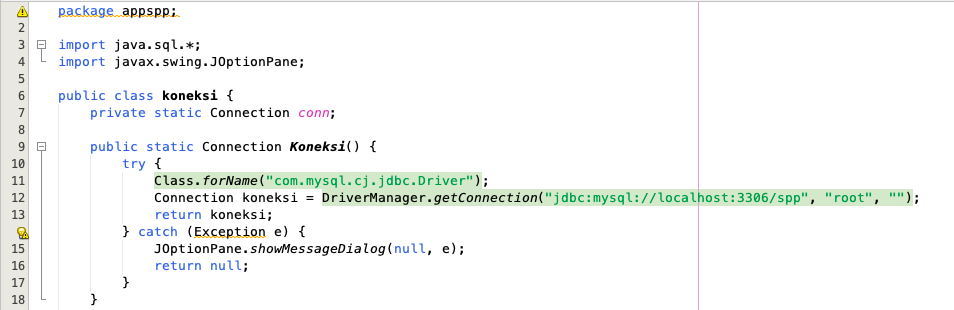 package appspp;
2
3 import java.sql.*;
4 import javax.swing.JOptionPane;
5
6 public class koneksi {
7 private static Connection conn;
8
9 public static Connection Koneksi() {
10 try {
11 Class.forName("com.mysql.cj.jdbc.Driver");
12 Connection koneksi = DriverManager.getConnection("jdbc:mysql://localhost:3306/spp", "root", "");
13 return koneksi;
} catch (Exception e) {
15 JOptionPane.showMessageDialog(null, e);
16 return null;
17 }
18 }